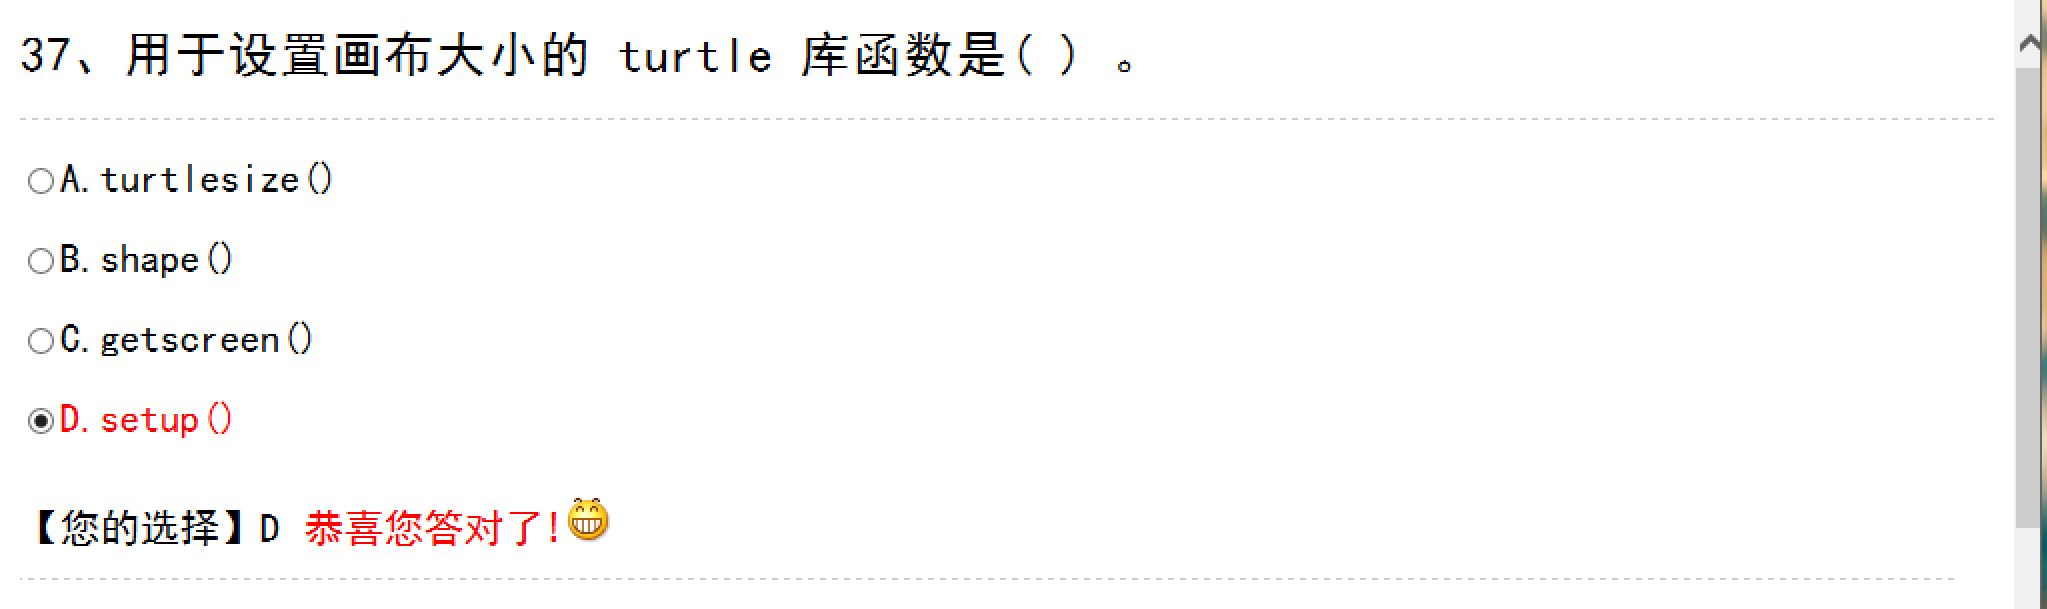 37、用于设置画布大小的 turtle 库函数是( ) 。
A. turtlesize()
B. shape()
C. getscreen()
D. setup()
【您的选择】D 恭喜您答对了!